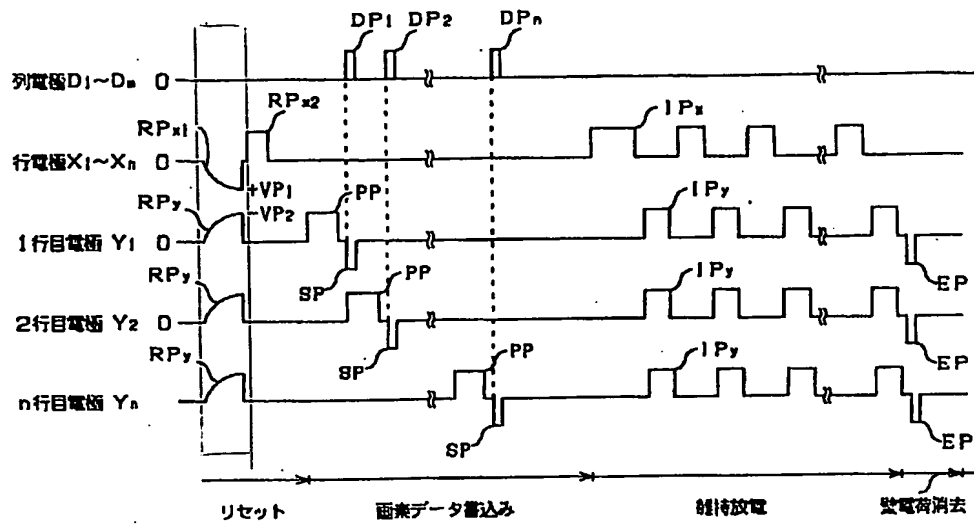 DP1 DP2 DPn
列電極D1~Dm 0
RPx2
RPx1
IPx
行電極X1~Xn 0
+VP1
RPy
-VP2
PP
IPy
1行目電極 Y1 0
SP
EP
RPy
PP
IPy
2行目電極 Y2 0
SP
EP
RPy
PP
IPy
n行目電極 Yn
SP
EP
リセット
画素データ書込み
維持放電
壁電荷消去